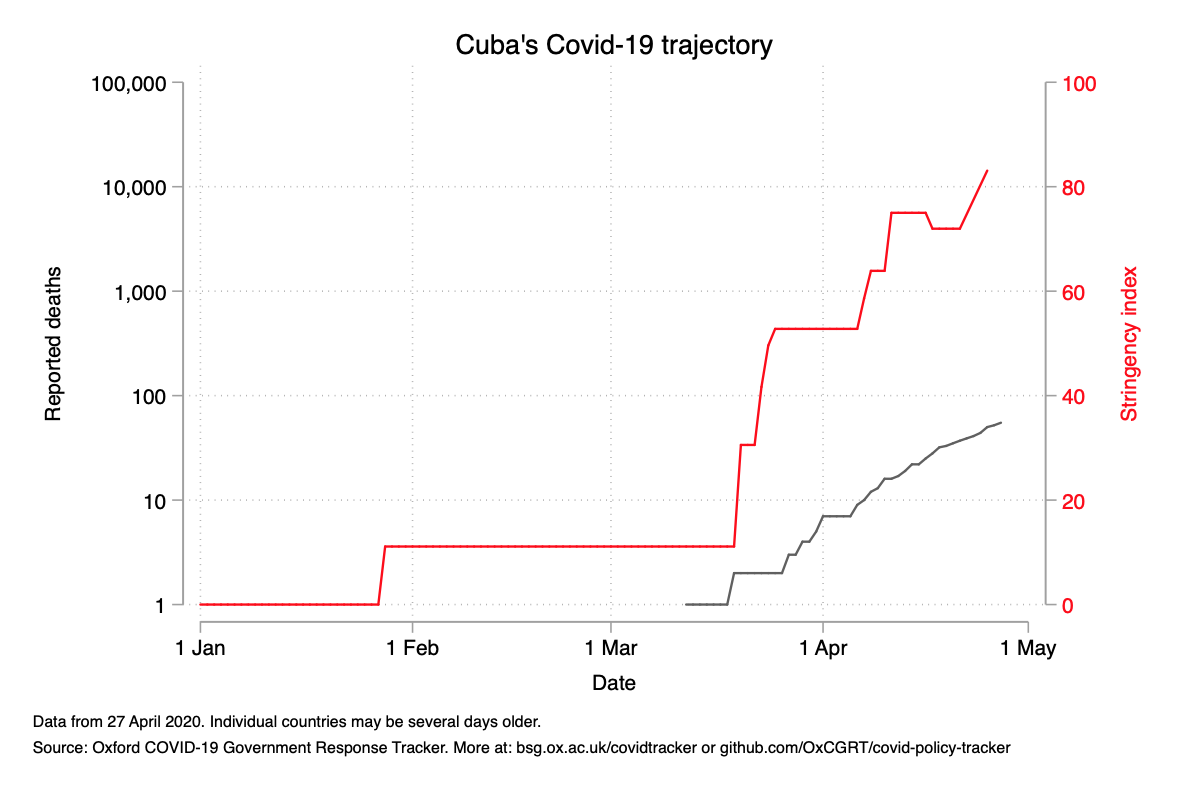 Cuba's Covid-19 trajectory
100,000
10,000
1,000
100
10
1
Reported deaths
100
80
60
40
20
0
Stringency index
1 Jan
1 Feb
1 Mar
1 Apr
1 May
Date
Data from 27 April 2020. Individual countries may be several days older.
Source: Oxford COVID-19 Government Response Tracker. More at: bsg.ox.ac.uk/covidtracker or github.com/OxCGRT/covid-policy-tracker